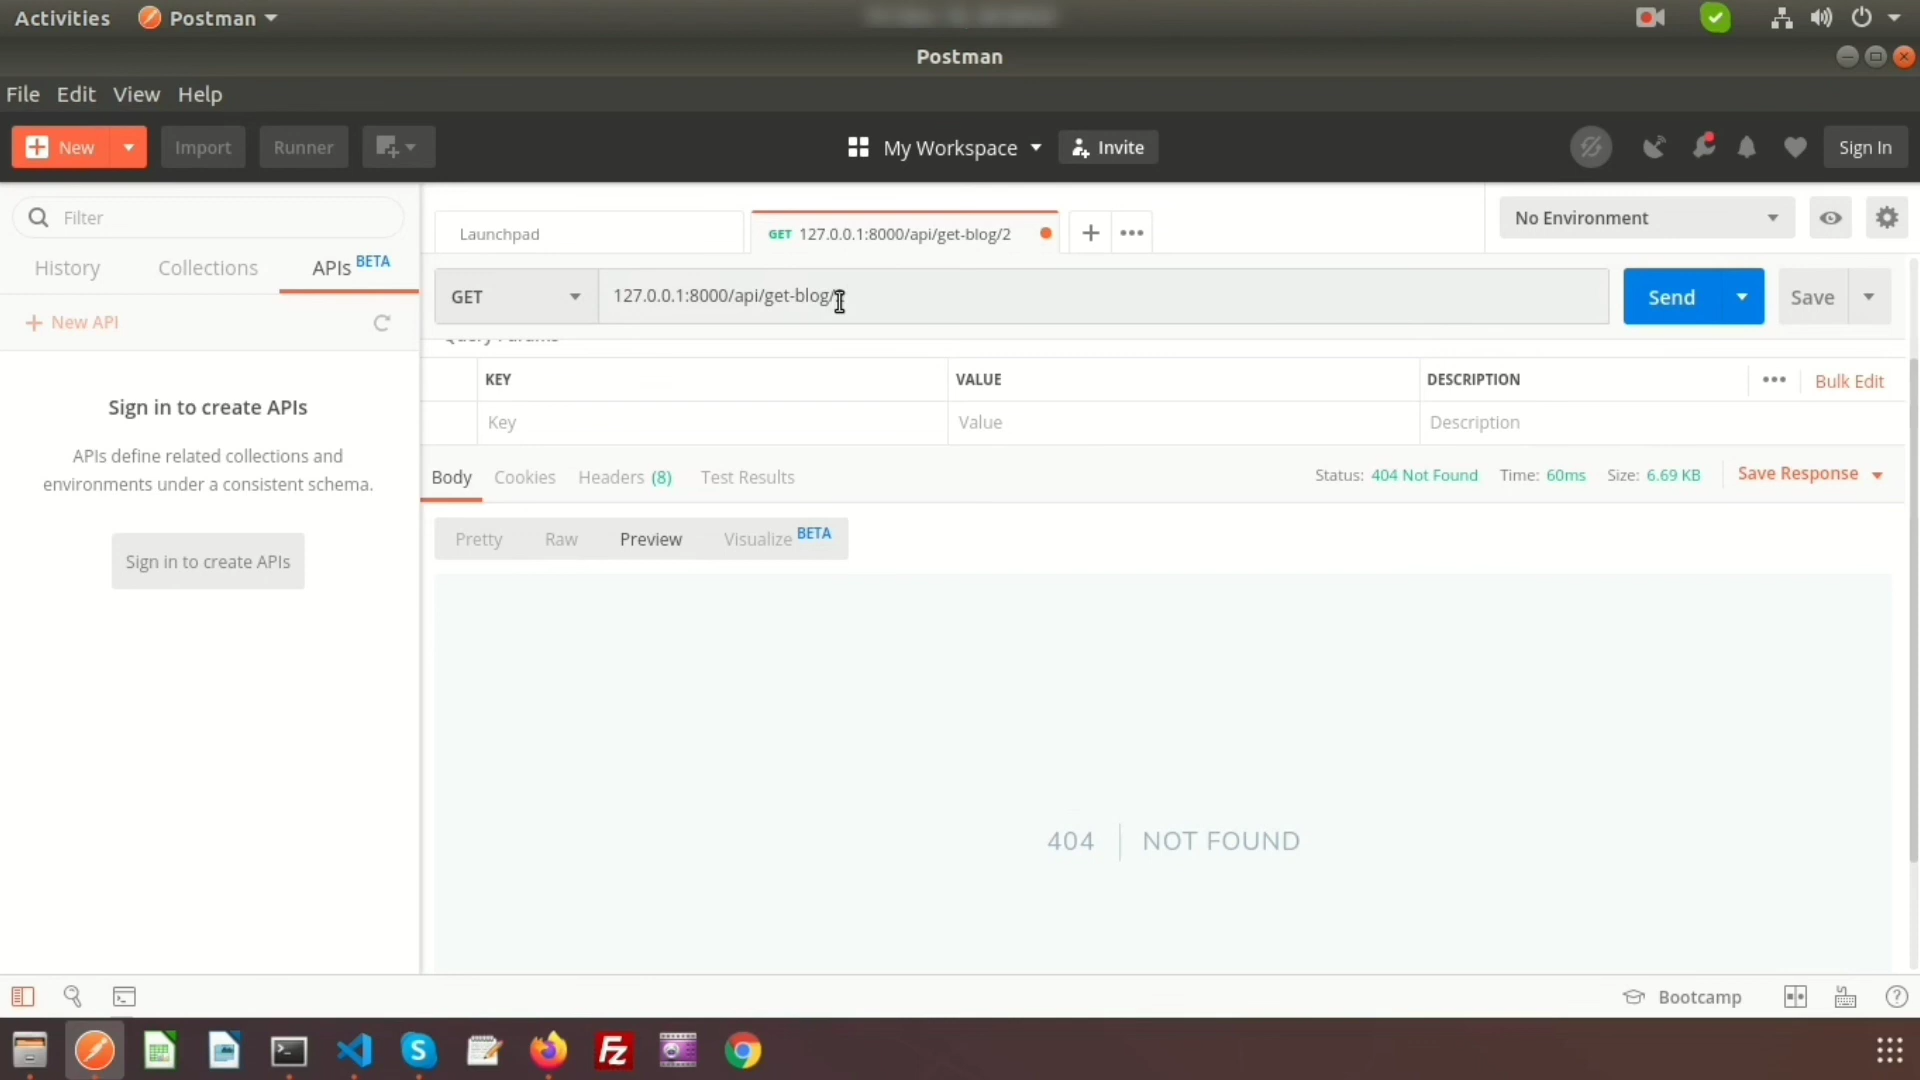 Activities Postman
Postman
File Edit View Help
New Import Runner My Workspace Invite Sign In
Filter
Launchpad GET 127.0.0.1:8000/api/get-blog/2 No Environment
History Collections APIs BETA
GET 127.0.0.1:8000/api/get-blog/ Send Save
New API
Query Params
KEY VALUE DESCRIPTION Bulk Edit
Key Value Description
Sign in to create APIs
APIs define related collections and
environments under a consistent schema.
Sign in to create APIs
Body Cookies Headers (8) Test Results Status: 404 Not Found Time: 60ms Size: 6.69 KB Save Response
Pretty Raw Preview Visualize BETA
404 NOT FOUND
Bootcamp